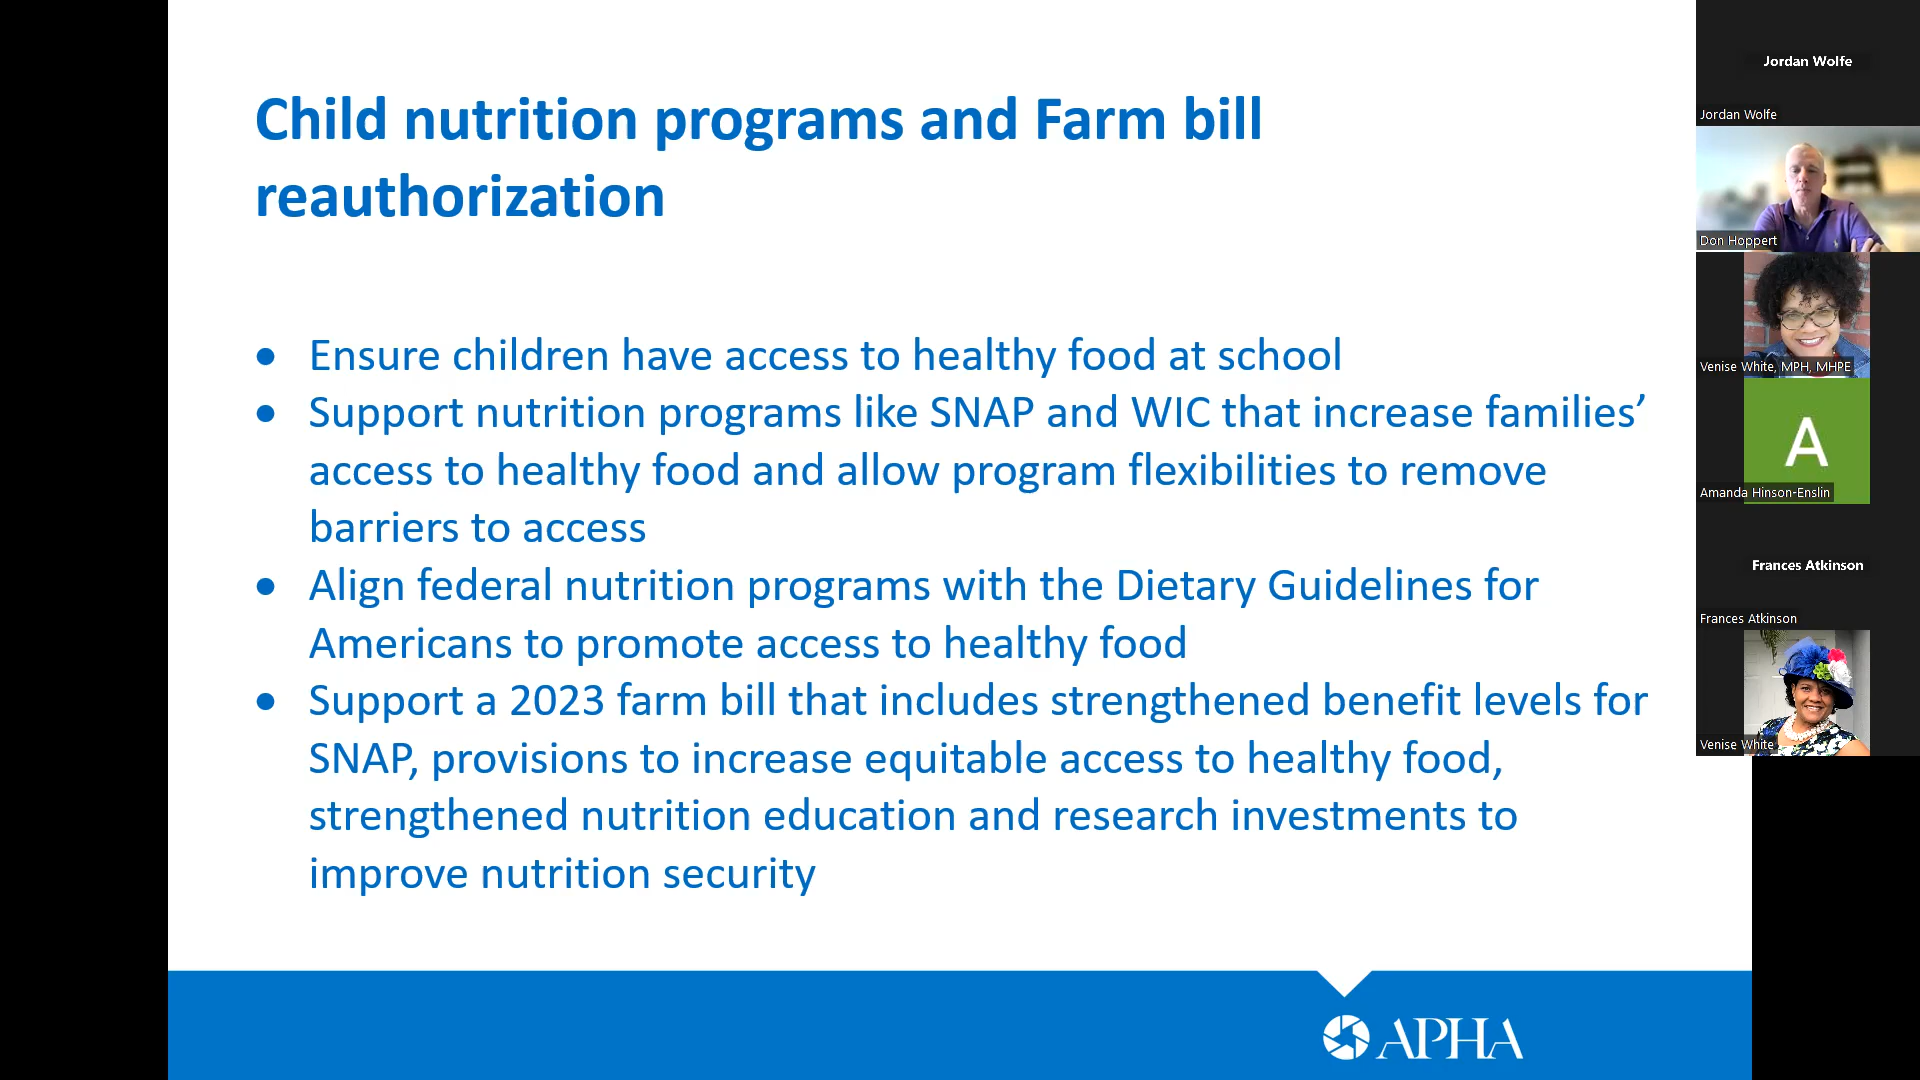 Child nutrition programs and Farm bill
reauthorization
● Ensure children have access to healthy food at school
● Support nutrition programs like SNAP and WIC that increase families’
access to healthy food and allow program flexibilities to remove
barriers to access
● Align federal nutrition programs with the Dietary Guidelines for
Americans to promote access to healthy food
● Support a 2023 farm bill that includes strengthened benefit levels for
SNAP, provisions to increase equitable access to healthy food,
strengthened nutrition education and research investments to
improve nutrition security
APHA
Jordan Wolfe
Jordan Wolfe
Don Hoppert
Venise White, MPH, MHPE
A
Amanda Hinson-Enslin
Frances Atkinson
Frances Atkinson
Venise White